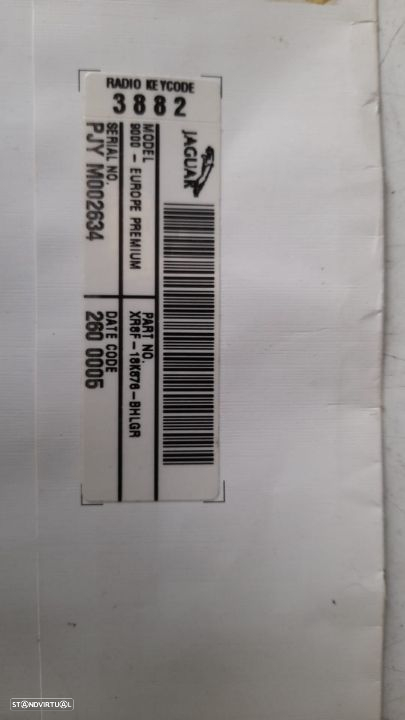 RADIO KEYCODE
3882
JAGUAR
MODEL
9000 - EUROPE PREMIUM
SERIAL NO.
PJY M002634
PART NO.
XR8F-18K876-BHLGR
DATE CODE
260 0005
STANDVIRTUAL